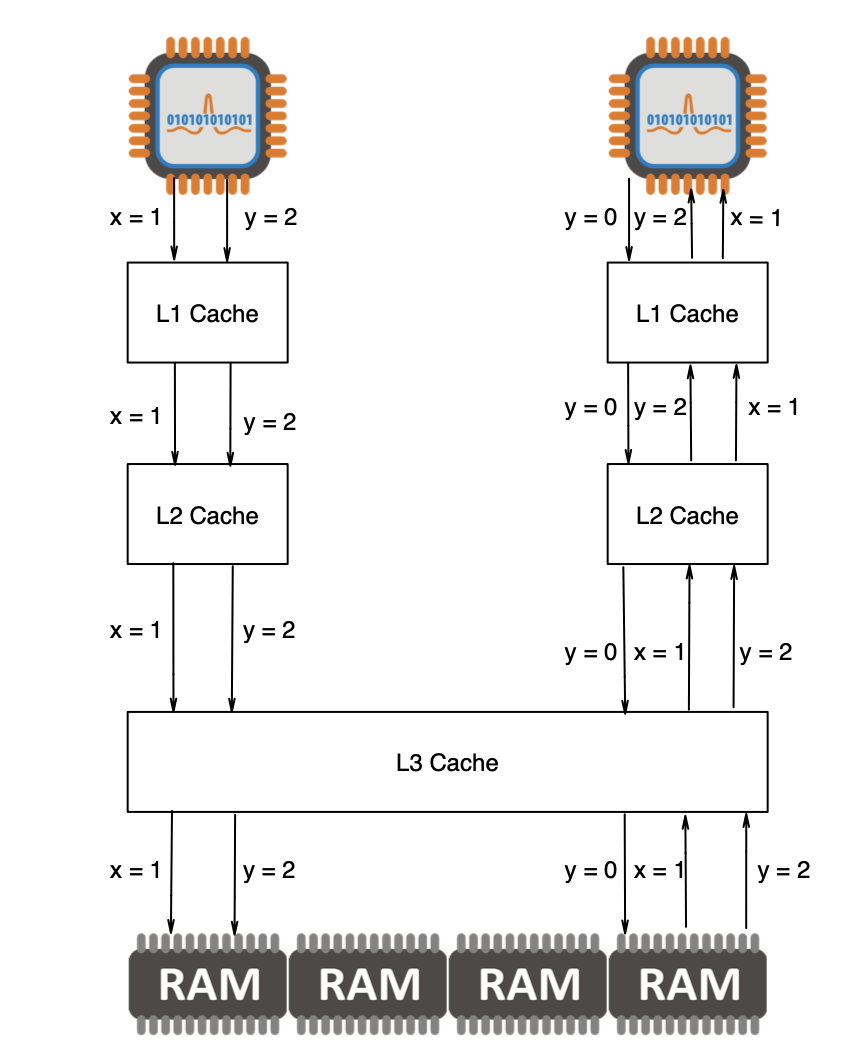 010101010101 010101010101
x = 1 y = 2 y = 0 y = 2 x = 1
L1 Cache L1 Cache
x = 1 y = 2 y = 0 y = 2 x = 1
L2 Cache L2 Cache
x = 1 y = 2 y = 0 x = 1 y = 2
L3 Cache
x = 1 y = 2 y = 0 x = 1 y = 2
RAM RAM RAM RAM